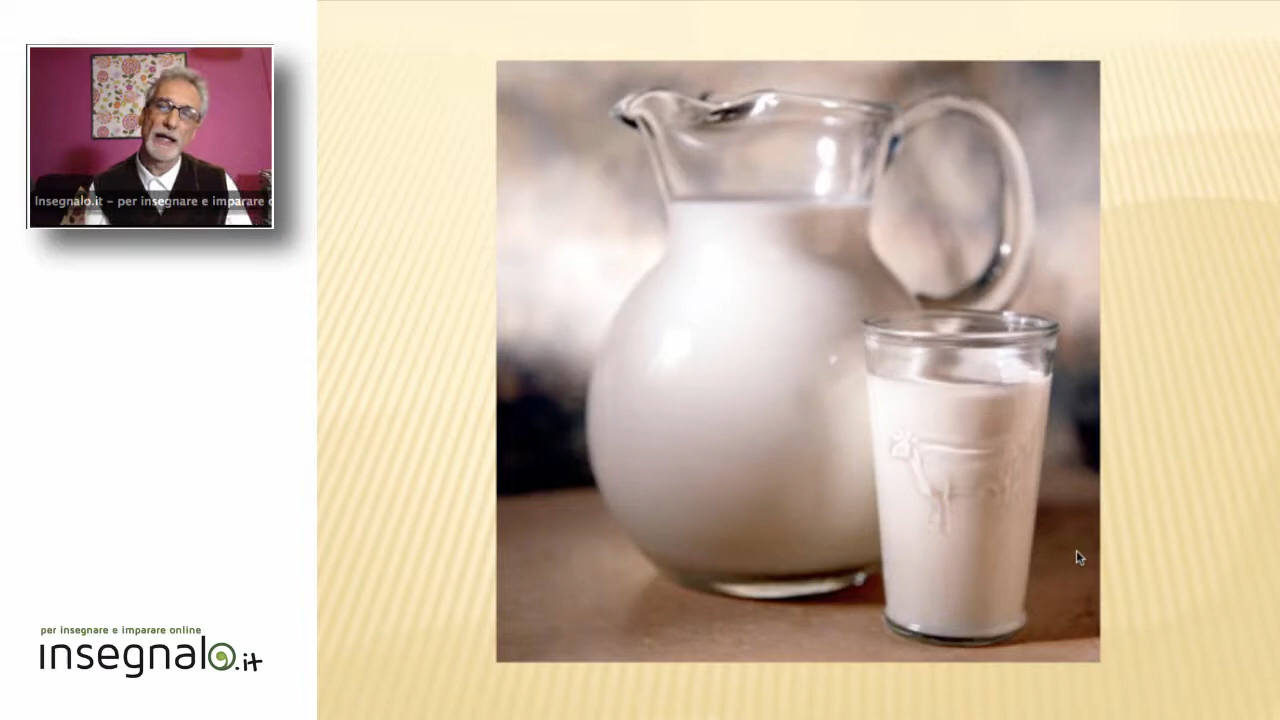 Insegnalo.it – per insegnare e imparare
per insegnare e imparare online
insegnalo.it